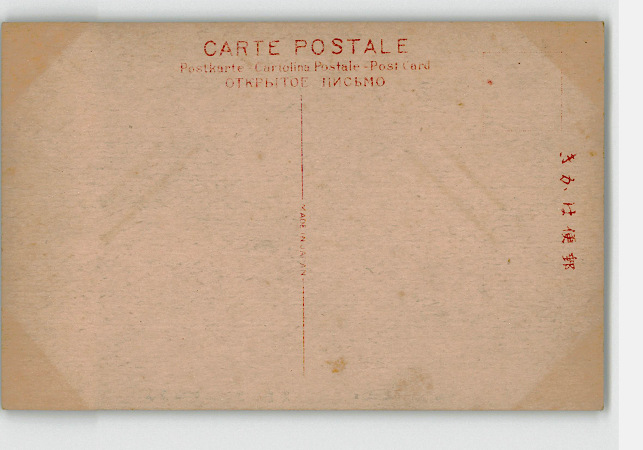 CARTE POSTALE
Postkarte - Cartolina Postale - Post Card
ОТКРЫТОЕ ПИСЬМО
MADE IN JAPAN
きかは便郵